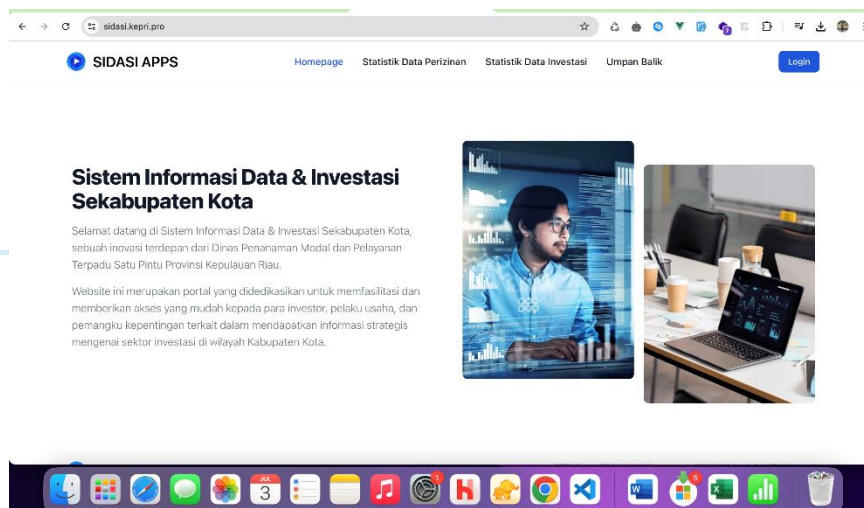 sidasi.kepri.pro
SIDASI APPS
Homepage
Statistik Data Perizinan
Statistik Data Investasi
Umpan Balik
Login
Sistem Informasi Data & Investasi
Sekabupaten Kota
Selamat datang di Sistem Informasi Data & Investasi Sekabupaten Kota,
sebuah inovasi terdepan dari Dinas Penanaman Modal dan Pelayanan
Terpadu Satu Pintu Provinsi Kepulauan Riau.
Website ini merupakan portal yang didedikasikan untuk memfasilitasi dan
memberikan akses yang mudah kepada para investor, pelaku usaha, dan
pemangku kepentingan terkait dalam mendapatkan informasi strategis
mengenai sektor investasi di wilayah Kabupaten Kota.
JUL
3
1
5